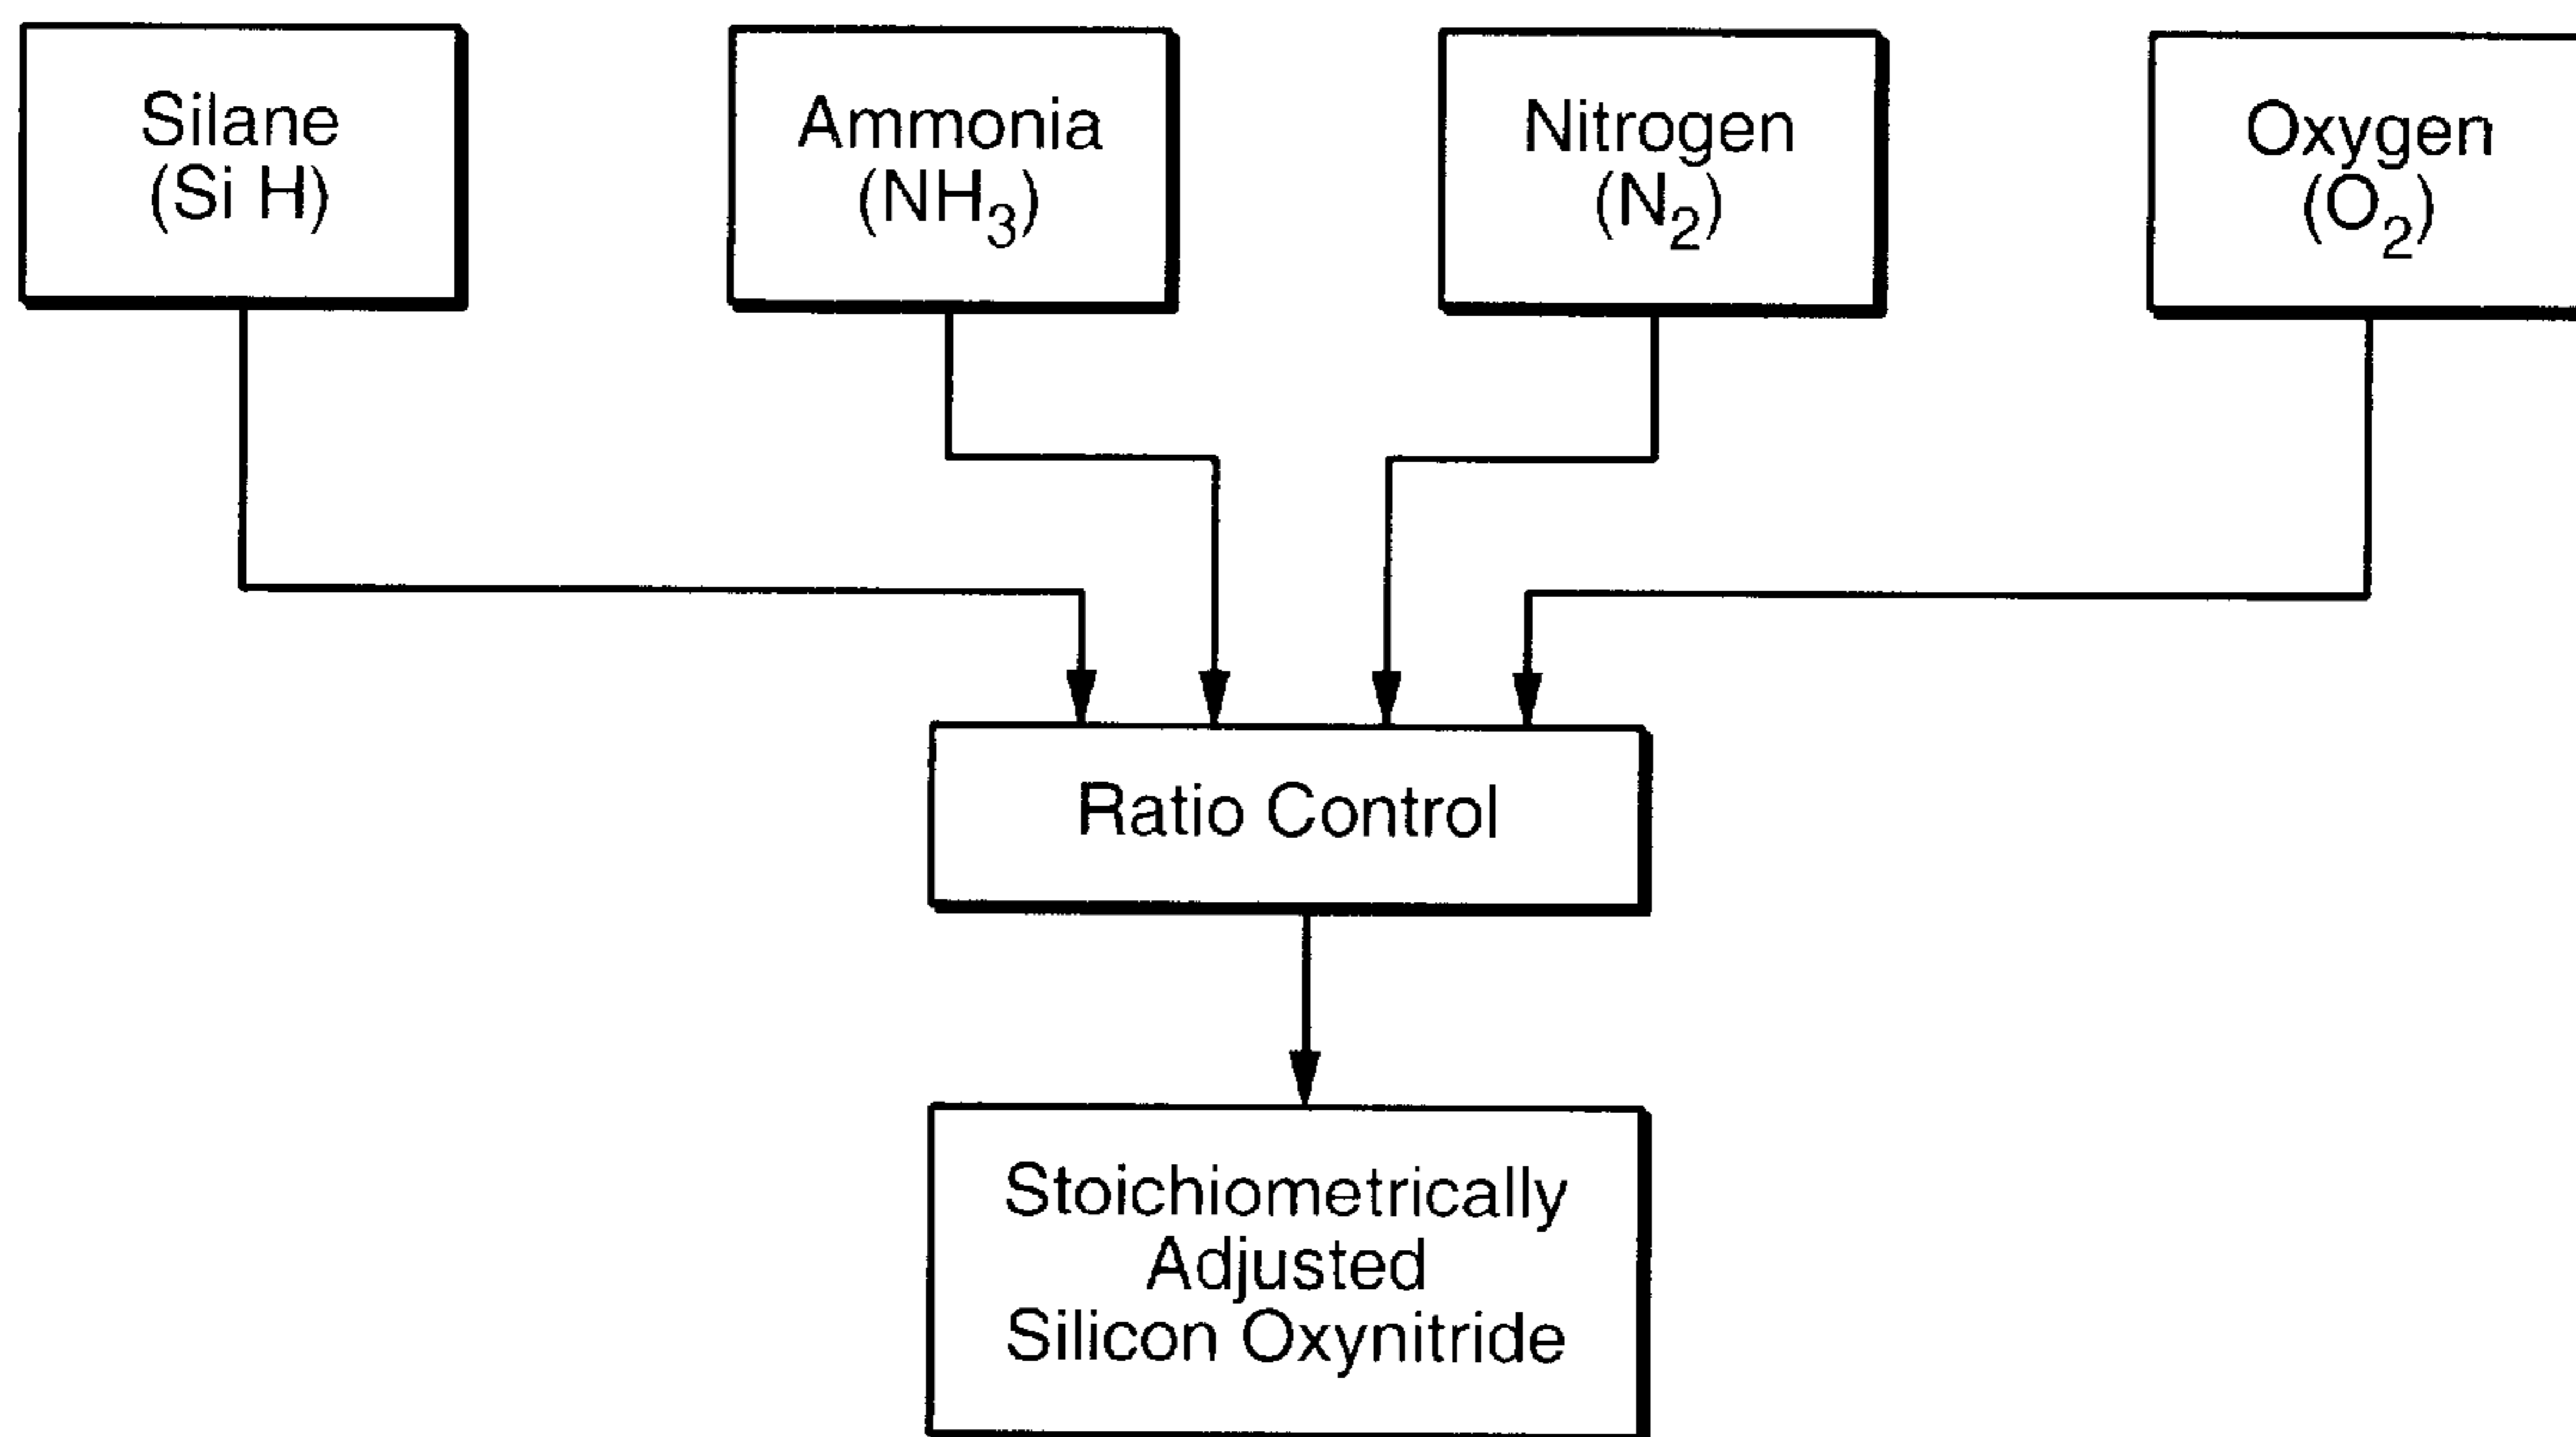 Silane
(Si H)
Ammonia
(NH₃)
Nitrogen
(N₂)
Oxygen
(O₂)
Ratio Control
Stoichiometrically
Adjusted
Silicon Oxynitride